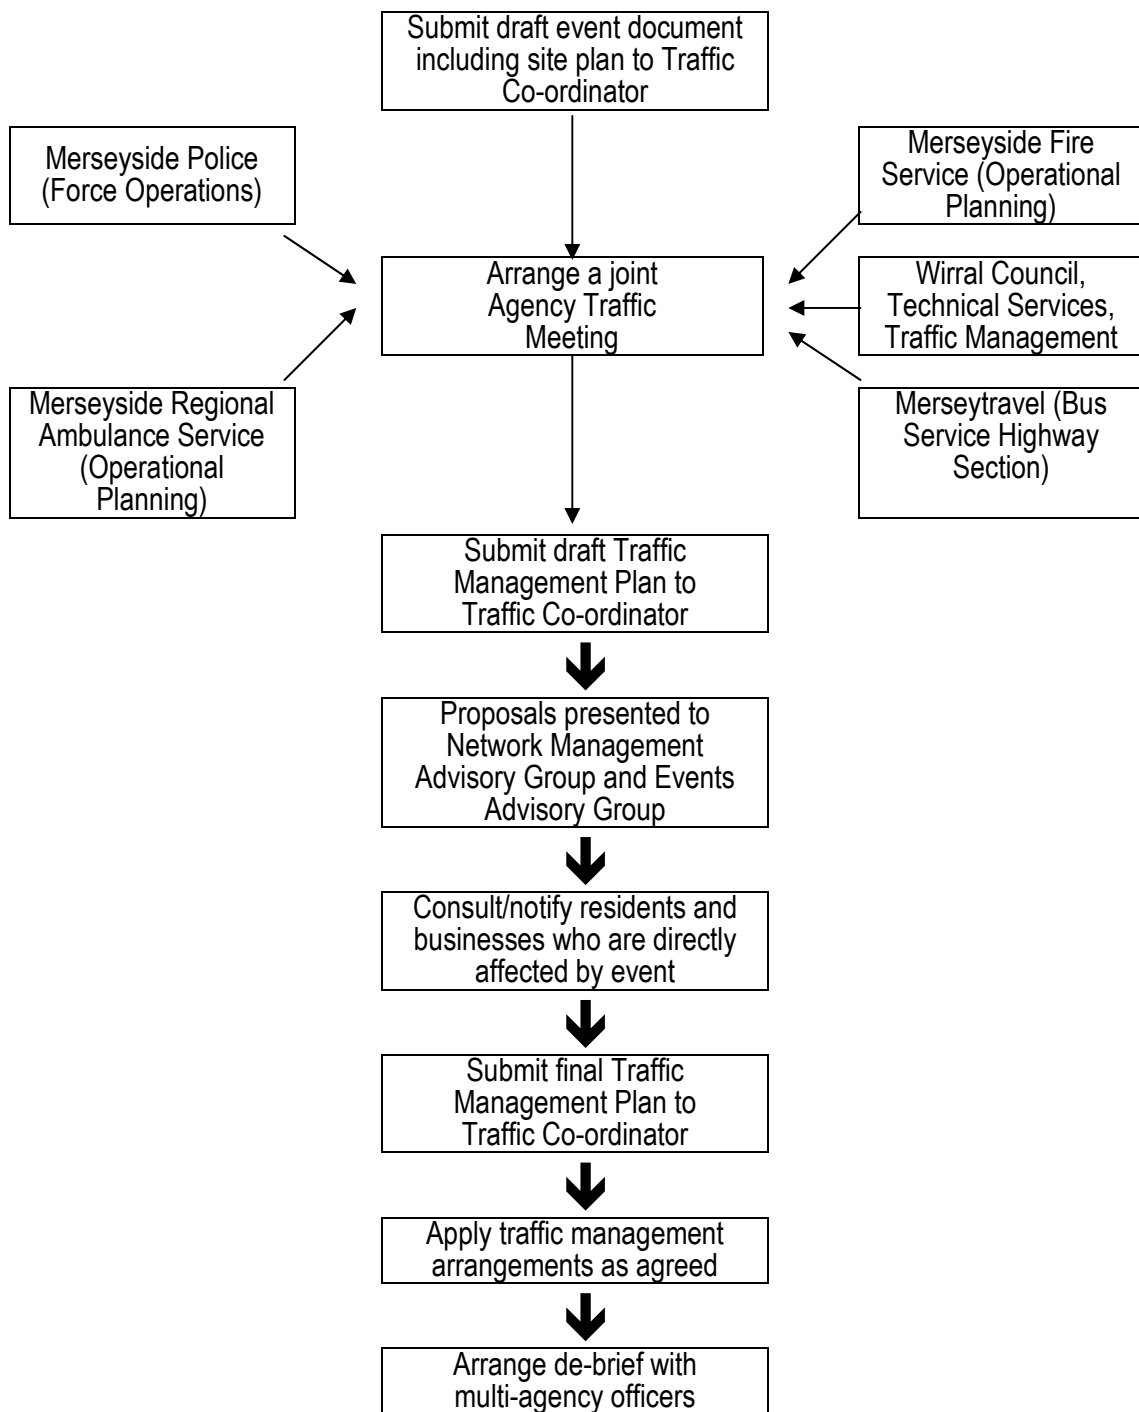 Submit draft event document
including site plan to Traffic
Co-ordinator
Merseyside Police
(Force Operations)
Merseyside Fire
Service (Operational
Planning)
Arrange a joint
Agency Traffic
Meeting
Wirral Council,
Technical Services,
Traffic Management
Merseyside Regional
Ambulance Service
(Operational
Planning)
Merseytravel (Bus
Service Highway
Section)
Submit draft Traffic
Management Plan to
Traffic Co-ordinator
Proposals presented to
Network Management
Advisory Group and Events
Advisory Group
Consult/notify residents and
businesses who are directly
affected by event
Submit final Traffic
Management Plan to
Traffic Co-ordinator
Apply traffic management
arrangements as agreed
Arrange de-brief with
multi-agency officers